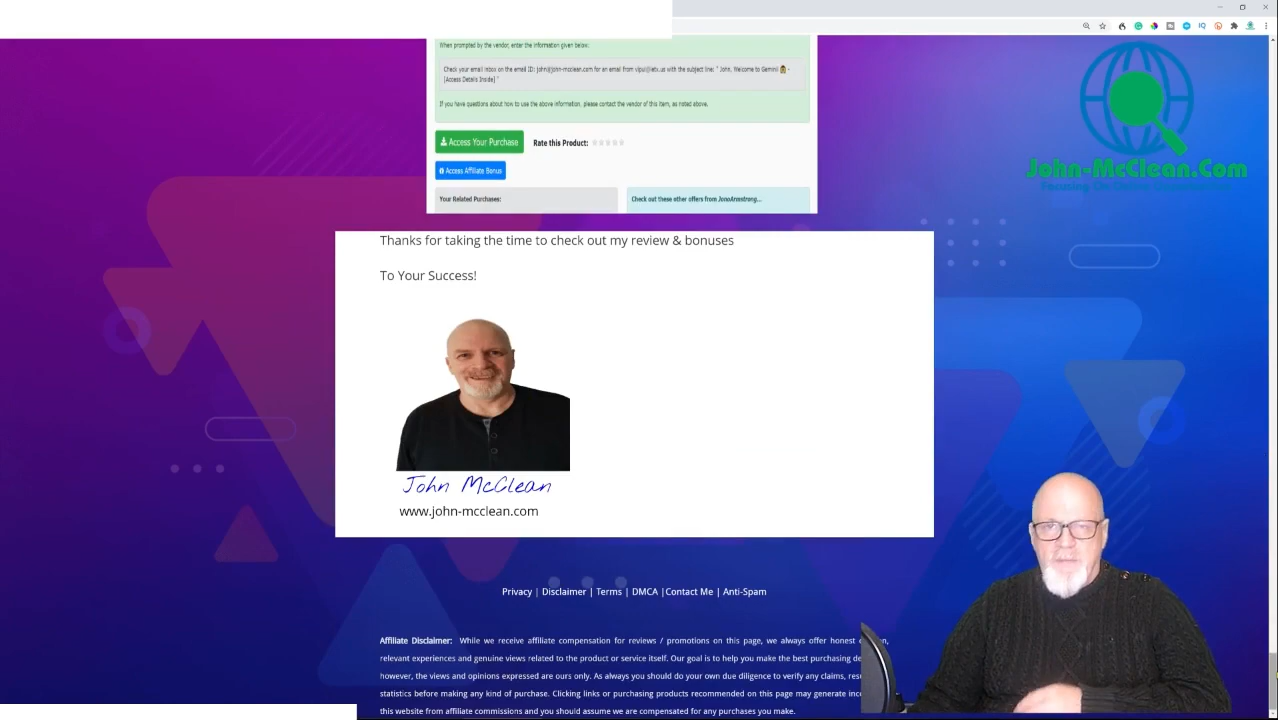 When prompted by the vendor, enter the information given below:
Check your email inbox on the email ID: john@john-mcclean.com for an email from vipul@letx.us with the subject line: " John, Welcome to Gemini -
[Access Details Inside] "
If you have questions about how to use the above information, please contact the vendor of this item, as noted above.
Access Your Purchase Rate this Product:
Access Affiliate Bonus
Your Related Purchases: Check out these other offers from JonoArmstrong...
John-McClean.Com
Thanks for taking the time to check out my review & bonuses
To Your Success!
John McClean
www.john-mcclean.com
Privacy | Disclaimer | Terms | DMCA |Contact Me | Anti-Spam
Affiliate Disclaimer: While we receive affiliate compensation for reviews / promotions on this page, we always offer honest
relevant experiences and genuine views related to the product or service itself. Our goal is to help you make the best purchasing
however, the views and opinions expressed are ours only. As always you should do your own due diligence to verify any claims,
statistics before making any kind of purchase. Clicking links or purchasing products recommended on this page may generate
this website from affiliate commissions and you should assume we are compensated for any purchases you make.